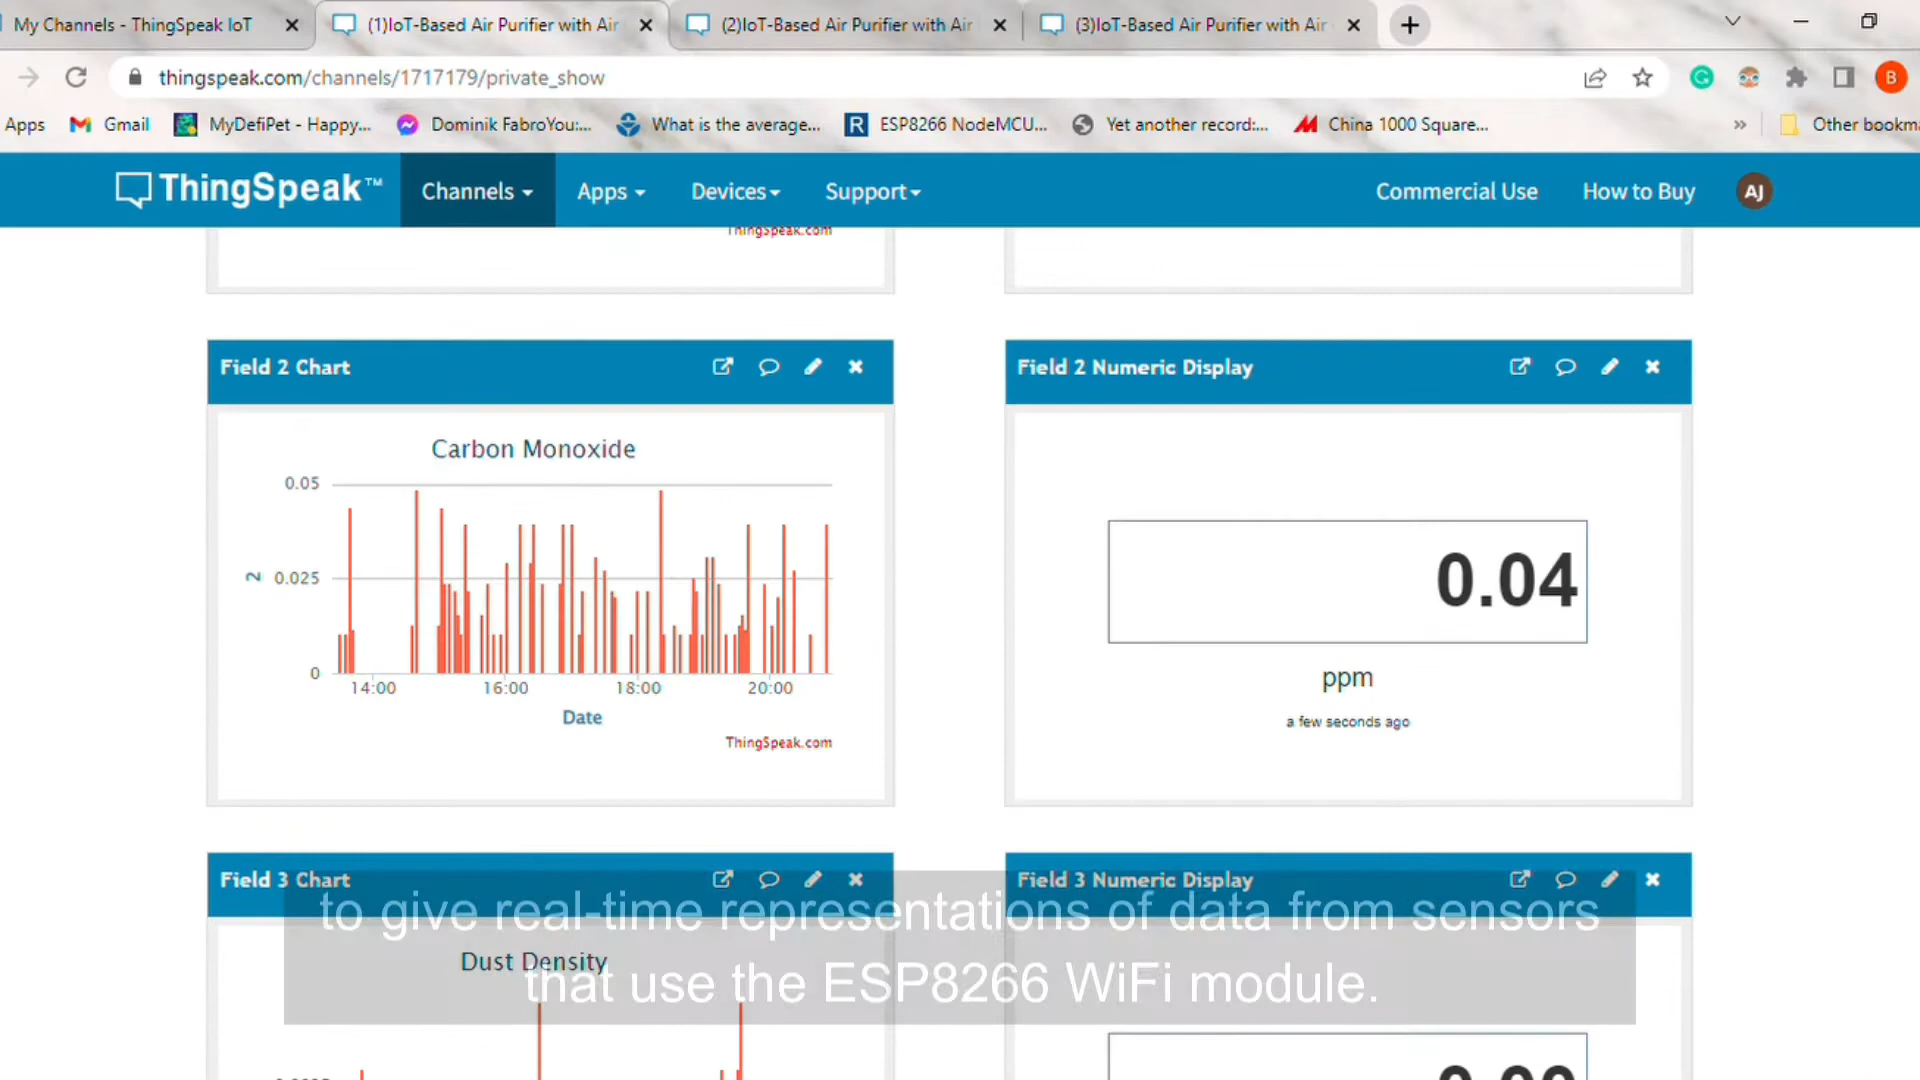 My Channels - ThingSpeak IoT
(1)IoT-Based Air Purifier with Air
(2)IoT-Based Air Purifier with Air
(3)IoT-Based Air Purifier with Air
thingspeak.com/channels/1717179/private_show
B
Apps
Gmail
MyDefiPet - Happy...
Dominik FabroYou:...
What is the average...
R
ESP8266 NodeMCU...
Yet another record:...
China 1000 Square...
»
Other bookma
ThingSpeak™
Channels
Apps
Devices
Support
Commercial Use
How to Buy
AJ
ThingSpeak.com
Field 2 Chart
Field 2 Numeric Display
Carbon Monoxide
0.05
0.025
0
2
14:00
16:00
18:00
20:00
Date
ThingSpeak.com
0.04
ppm
a few seconds ago
Field 3 Chart
Field 3 Numeric Display
Dust Density
to give real-time representations of data from sensors
that use the ESP8266 WiFi module.